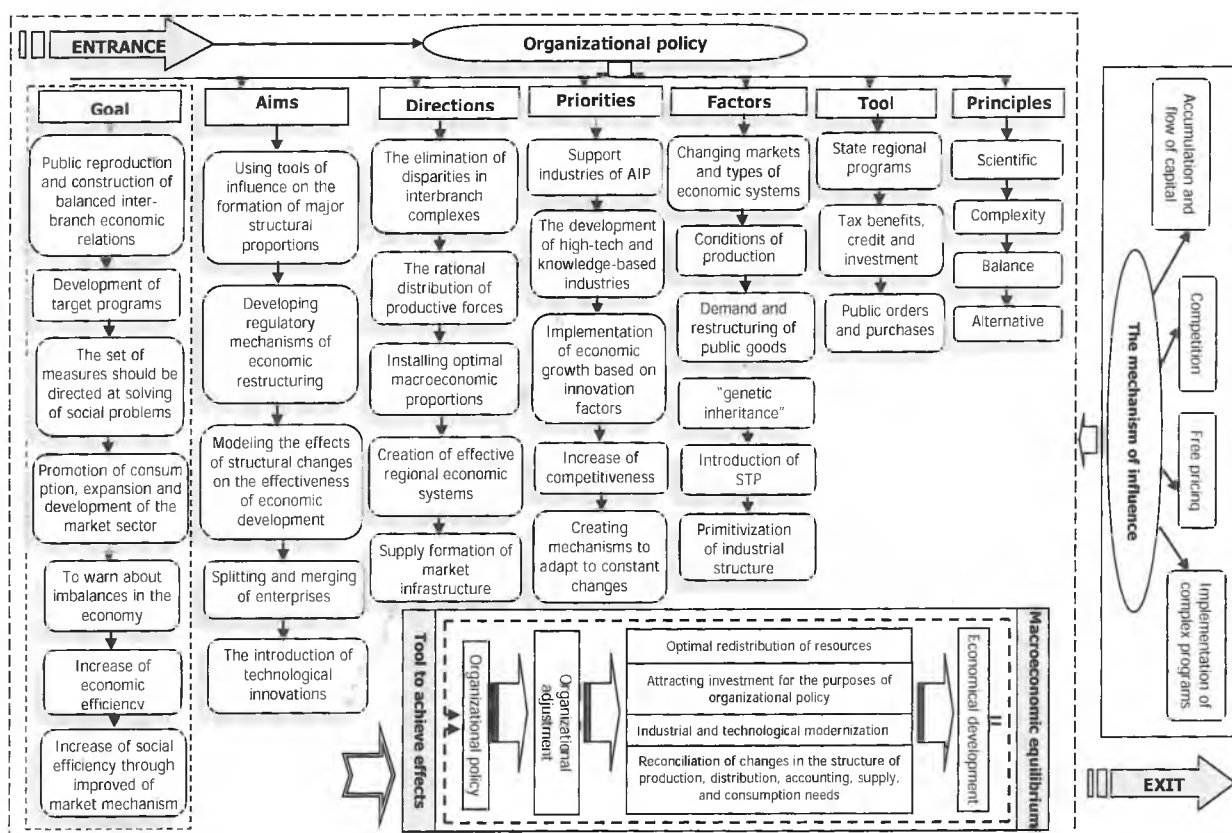 ENTRANCE
Organizational policy
Goal
Public reproduction
and construction of
balanced inter-
branch economic
relations
Development of
target programs
The set of
measures should be
directed at solving
of social problems
Promotion of consum
ption, expansion and
development of the
market sector
To warn about
imbalances in the
economy
Increase of
economic
efficiency
Increase of social
efficiency through
improved of
market mechanism
Aims
Using tools of
influence on the
formation of major
structural
proportions
Developing
regulatory
mechanisms of
economic
restructuring
Modeling the effects
of structural changes
on the effectiveness
of economic
development
Splitting and merging
of enterprises
The introduction of
technological
innovations
Directions
The elimination of
disparities in
interbranch
complexes
The rational
distribution of
productive forces
Installing optimal
macroeconomic
proportions
Creation of effective
regional economic
systems
Supply formation of
market
infrastructure
Priorities
Support
industries of AIP
The development of
high-tech and
knowledge-based
industries
Implementation
of economic
growth based on
innovation
factors
Increase of
competitiveness
Creating
mechanisms to
adapt to constant
changes
Factors
Changing markets
and types of
economic systems
Conditions of
production
Demand and
restructuring of
public goods
"genetic
inheritance"
Introduction of
STP
Primitivization of
industrial
structure
Tool
State regional
programs
Tax benefits,
credit and
investment
Public orders
and purchases
Principles
Scientific
Complexity
Balance
Alternative
The mechanism of influence
Accumulation and
flow of capital
Competition
Free pricing
Implementation of
complex programs
Tool to achieve effects
Organizational policy
Organizational
adjustment
Optimal redistribution of resources
Attracting investment for the purposes of
organizational policy
Industrial and technological modernization
Reconciliation of changes in the structure of
production, distribution, accounting, supply,
and consumption needs
Economical development
Macroeconomic equilibrium
EXIT